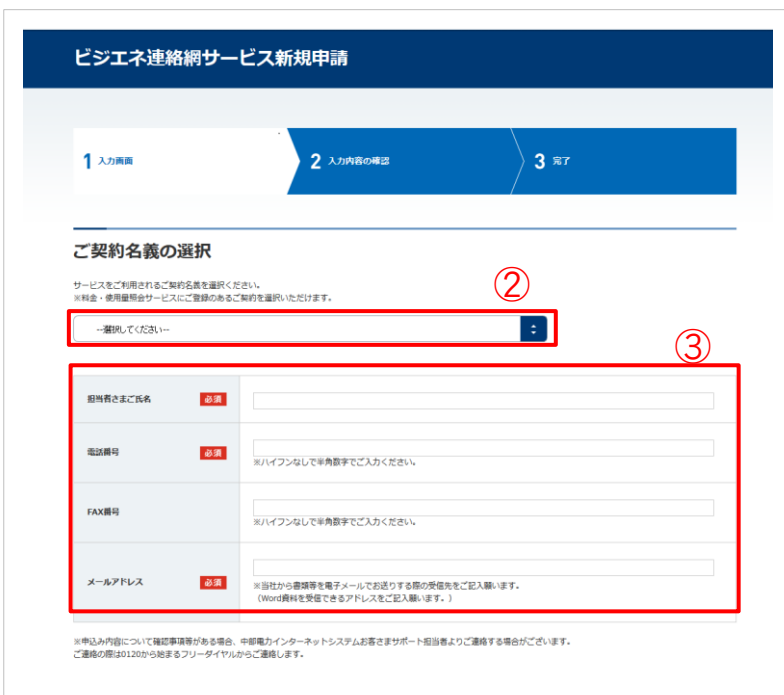 ビジエネ連絡網サービス新規申請
1 入力画面
2 入力内容の確認
3 完了
ご契約名義の選択
サービスをご利用されるご契約名義を選択ください。
※料金・使用量照会サービスにご登録のあるご契約を選択いただけます。
②
--選択してください--
③
担当者さまご氏名 必須
電話番号 必須
※ハイフンなしで半角数字でご入力ください。
FAX番号
※ハイフンなしで半角数字でご入力ください。
メールアドレス 必須
※当社から書類等を電子メールでお送りする際の受信先をご記入願います。
（Word資料を受信できるアドレスをご記入願います。）
※申込み内容について確認事項等がある場合、中部電力インターネットシステムお客さまサポート担当者よりご連絡する場合がございます。
ご連絡の際は0120から始まるフリーダイヤルからご連絡します。